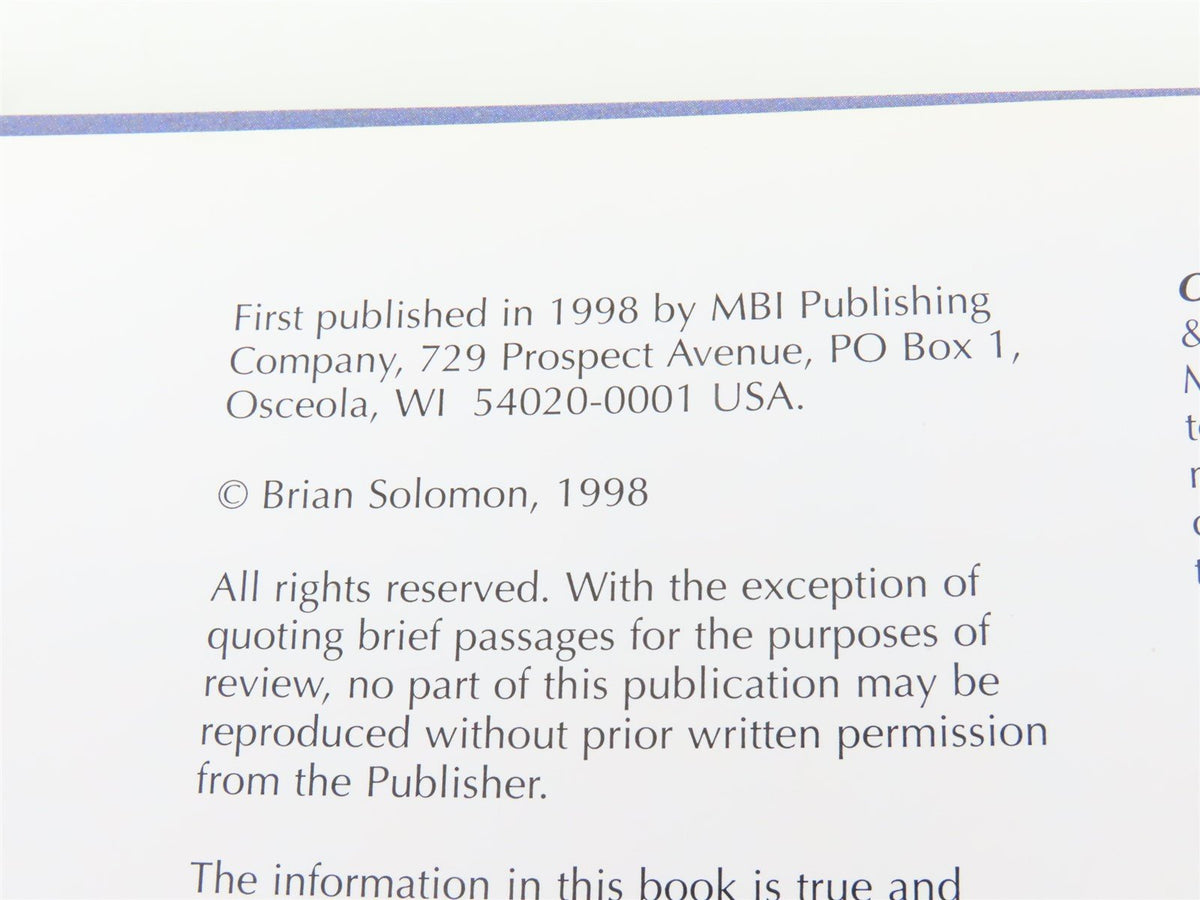 First published in 1998 by MBI Publishing
Company, 729 Prospect Avenue, PO Box 1,
Osceola, WI  54020-0001 USA.
© Brian Solomon, 1998
All rights reserved. With the exception of
quoting brief passages for the purposes of
review, no part of this publication may be
reproduced without prior written permission
from the Publisher.
The information in this book is true and